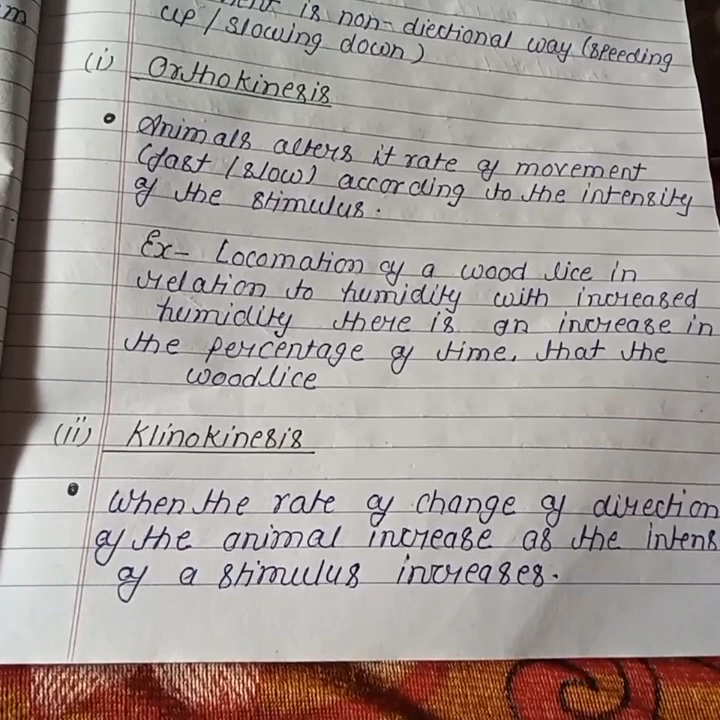 m
is non-diectional way (speeding
up / slowing down)
(i) Orthokinesis
• Animals alters it rate of movement
(fast / slow) according to the intensity
of the stimulus.
Ex- Locomation of a wood lice in
relation to humidity with increased
humidity there is an increase in
the percentage of time, that the
woodlice
(ii) Klinokinesis
• When the rate of change of direction
of the animal increase as the intens
of a stimulus increases.